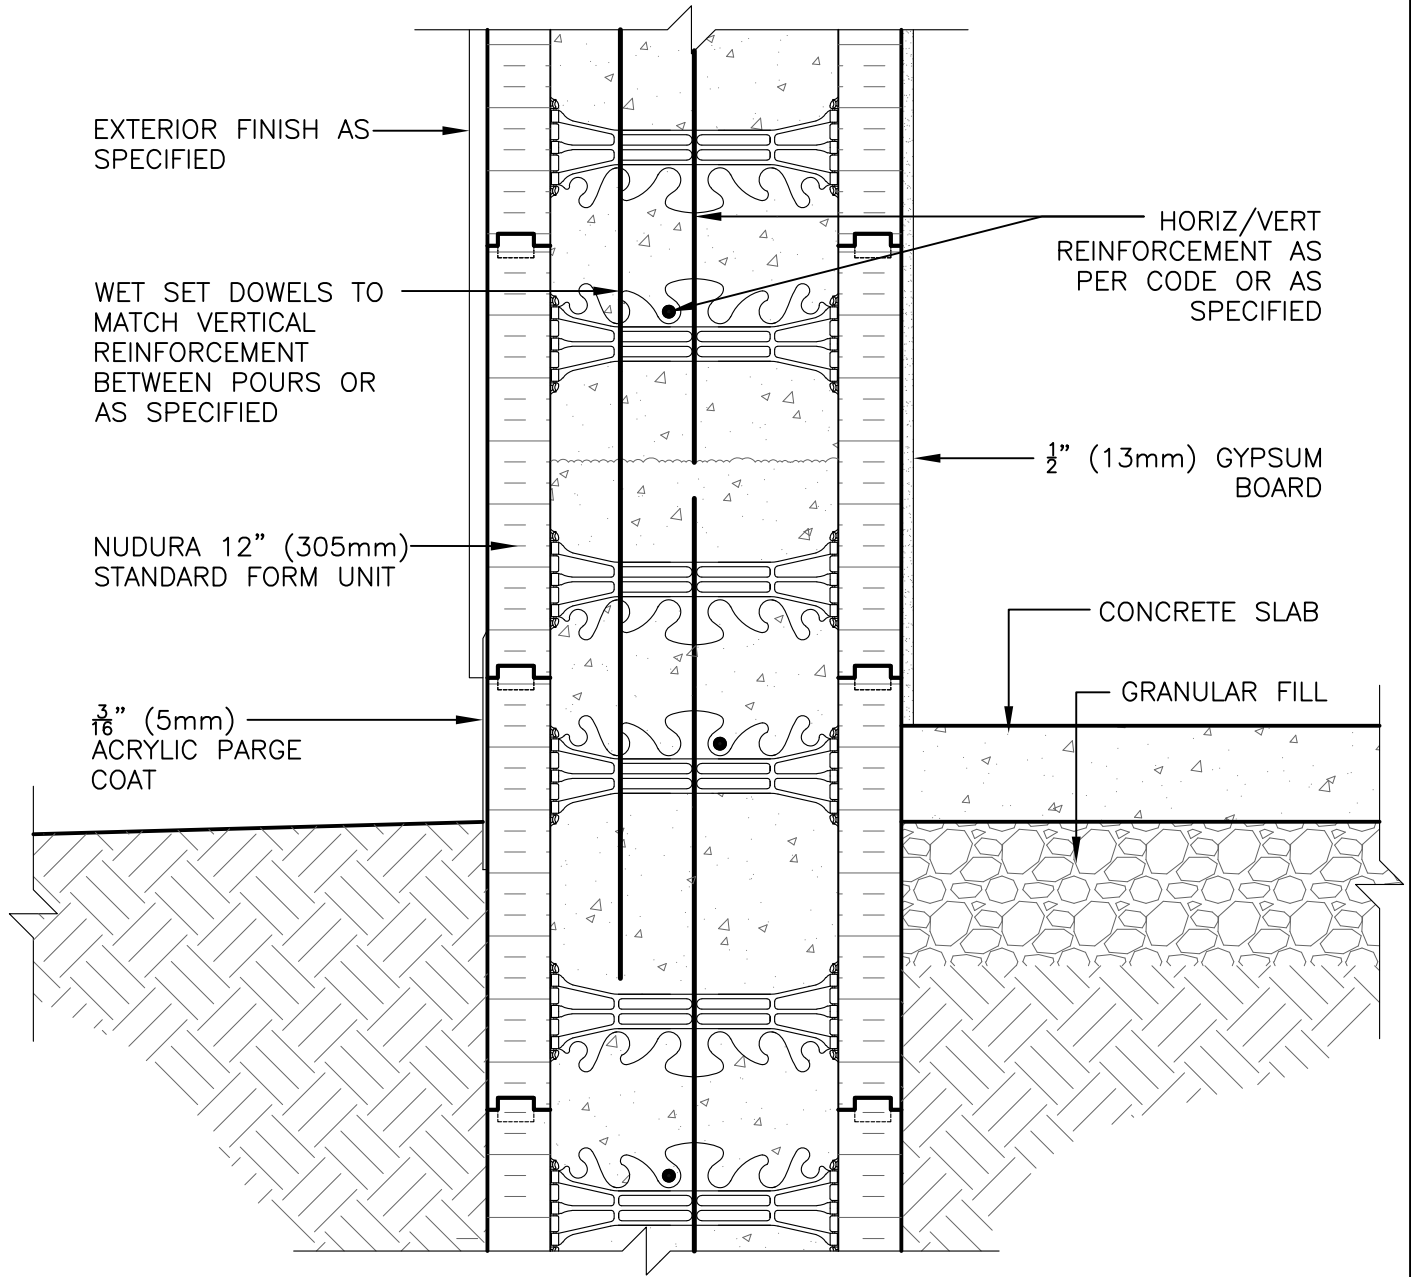 EXTERIOR FINISH AS
SPECIFIED
WET SET DOWELS TO
MATCH VERTICAL
REINFORCEMENT
BETWEEN POURS OR
AS SPECIFIED
NUDURA 12" (305mm)
STANDARD FORM UNIT
3/16" (5mm)
ACRYLIC PARGE
COAT
HORIZ/VERT
REINFORCEMENT AS
PER CODE OR AS
SPECIFIED
1/2" (13mm) GYPSUM
BOARD
CONCRETE SLAB
GRANULAR FILL